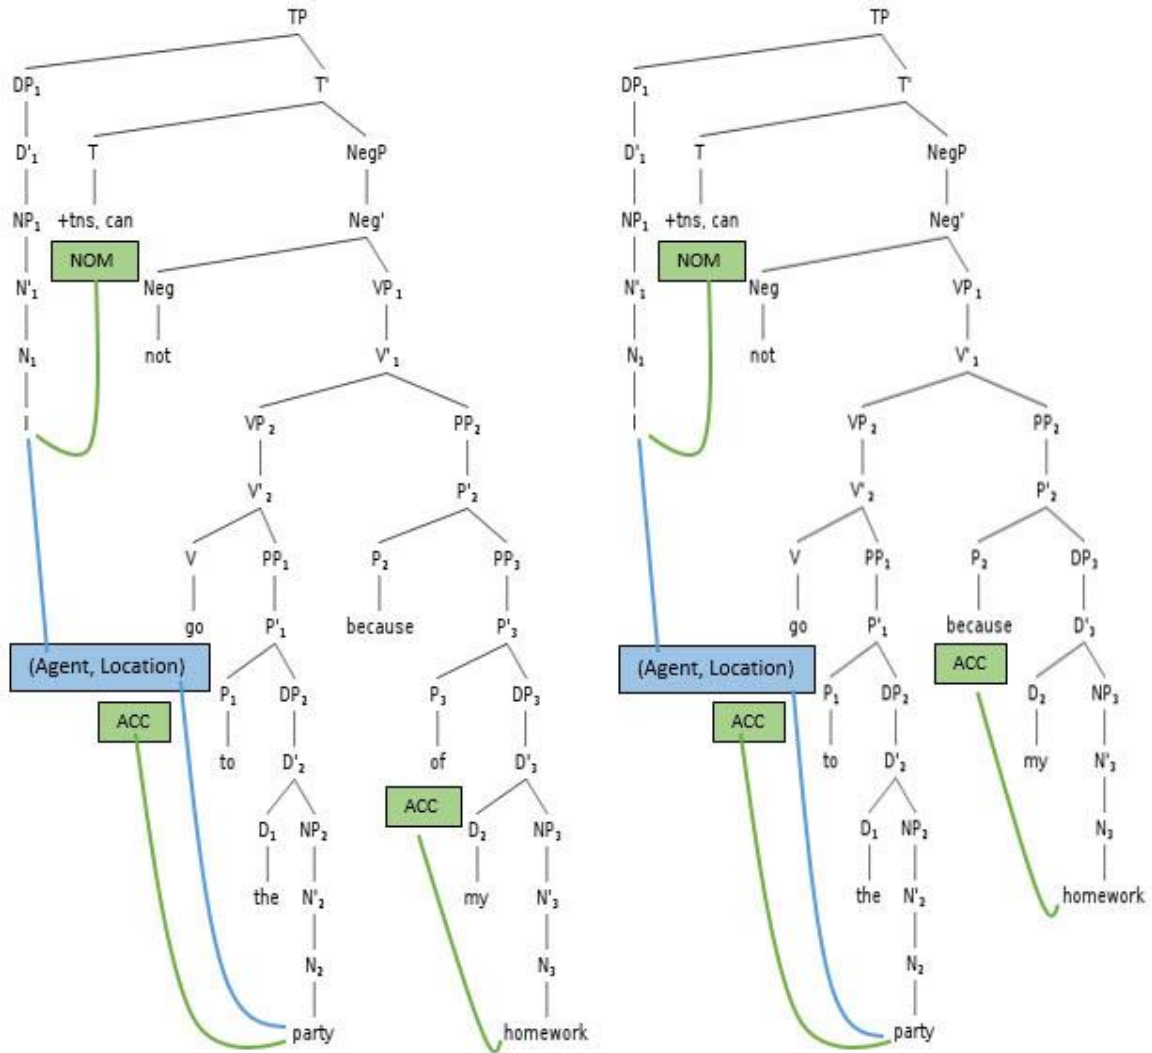 TP TP
DP₁ T' DP₁ T'
D'₁ T NegP D'₁ T NegP
NP₁ +tns, can Neg' NP₁ +tns, can Neg'
NOM NOM
N'₁ Neg VP₁ N'₁ Neg VP₁
N₁ not V'₁ N₁ not V'₁
I VP₂ PP₂ I VP₂ PP₂
V'₂ P'₂ V'₂ P'₂
V PP₁ P₂ PP₃ V PP₁ P₂ DP₃
go P'₁ because P'₃ go P'₁ because D'₃
(Agent, Location) (Agent, Location) ACC
P₁ DP₂ P₃ DP₃ P₁ DP₂ D₂ NP₃
ACC ACC
to D'₂ of D'₃ to D'₂ my N'₃
ACC
D₁ NP₂ D₂ NP₃ D₁ NP₂ N₃
the N'₂ my N'₃ the N'₂ homework
N₂ N₃ N₂
party homework party